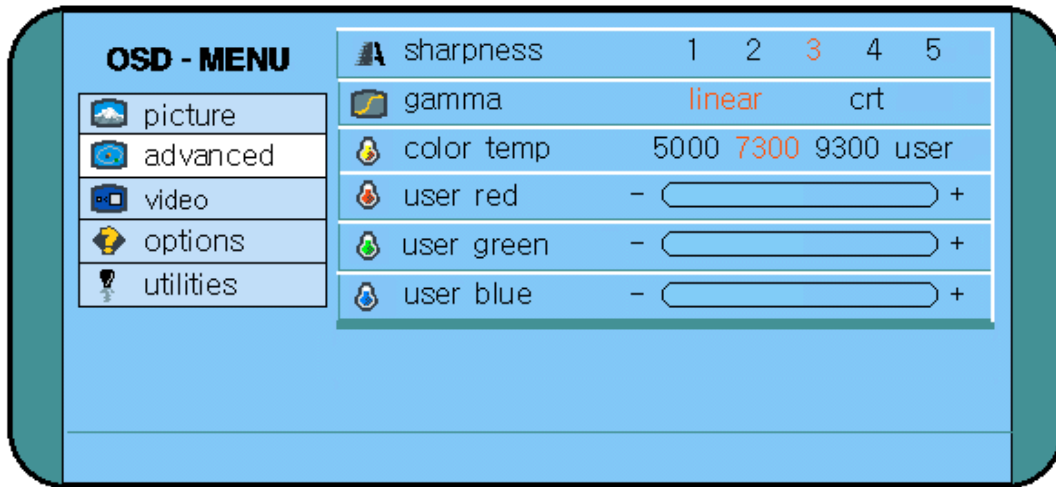 OSD - MENU
picture
advanced
video
options
utilities
sharpness 1 2 3 4 5
gamma linear crt
color temp 5000 7300 9300 user
user red - +
user green - +
user blue - +